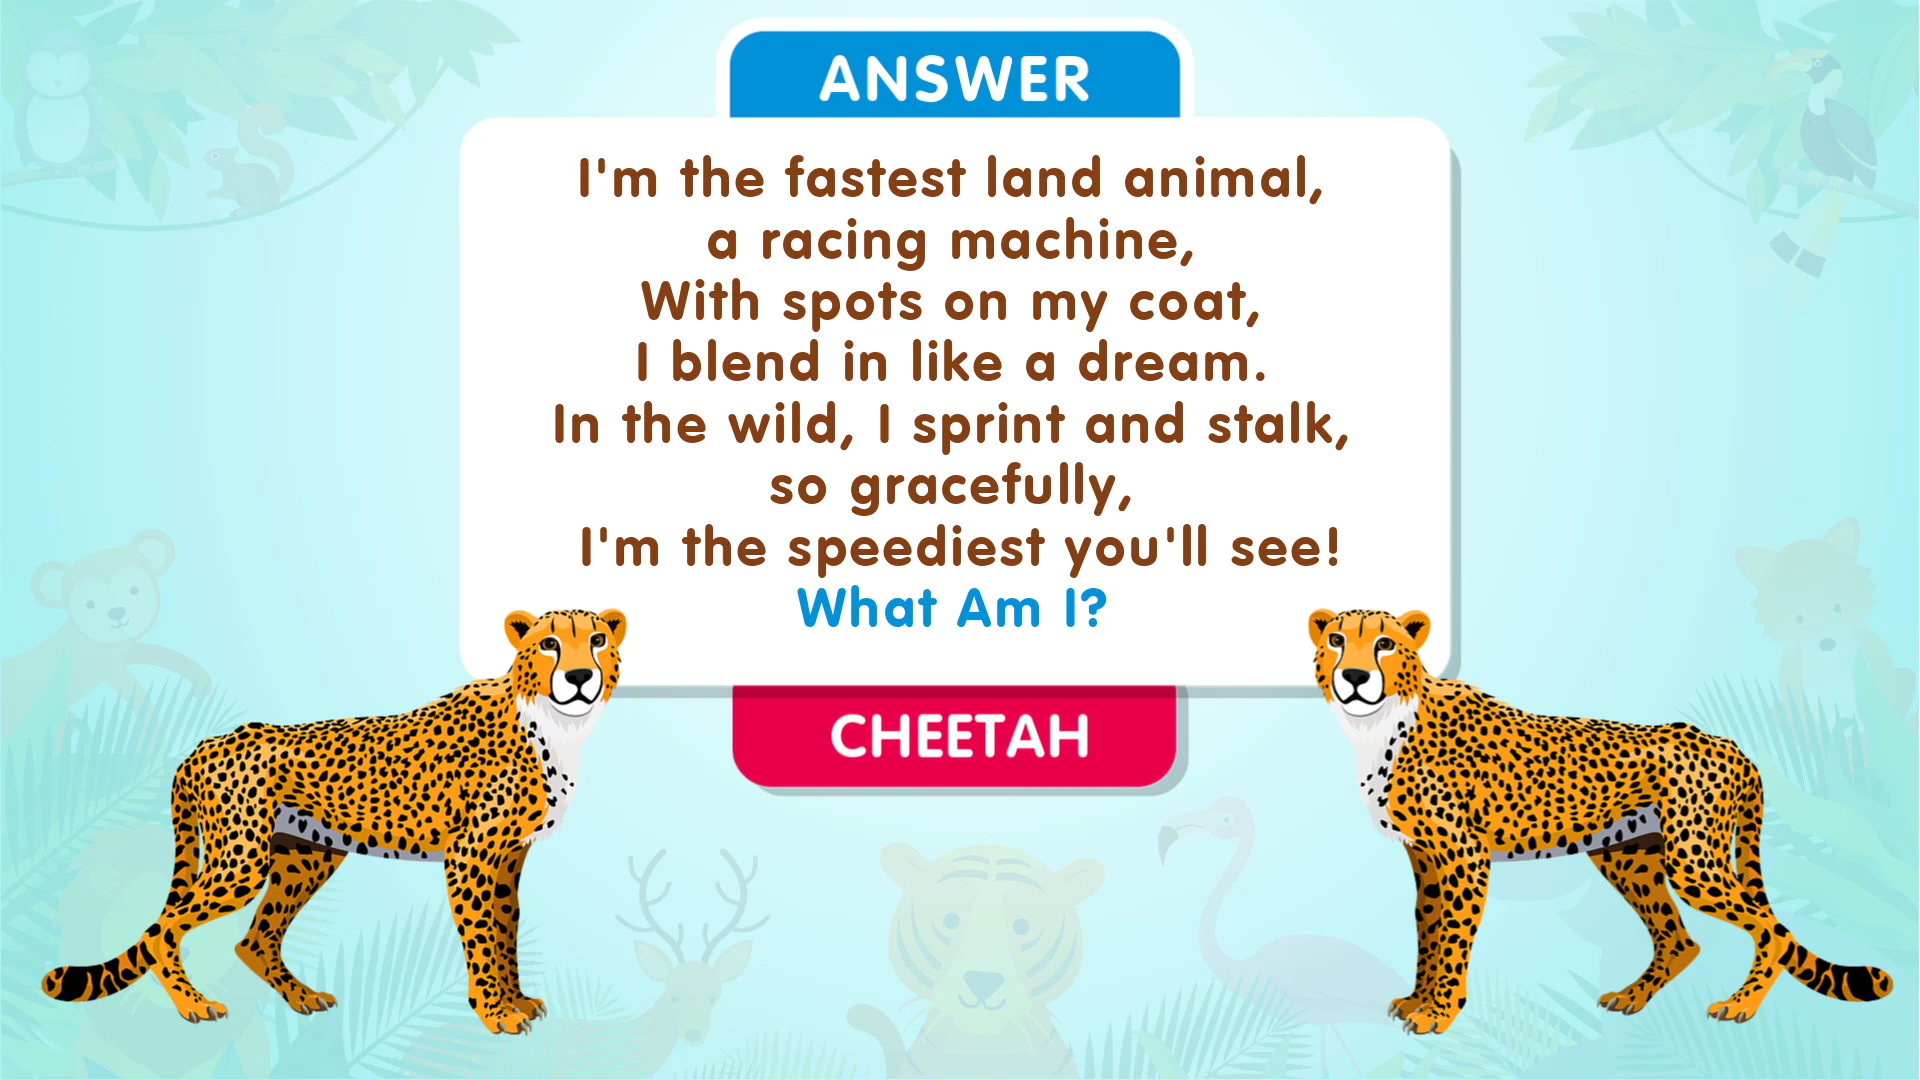 ANSWER
I'm the fastest land animal,
a racing machine,
With spots on my coat,
I blend in like a dream.
In the wild, I sprint and stalk,
so gracefully,
I'm the speediest you'll see!
What Am I?
CHEETAH